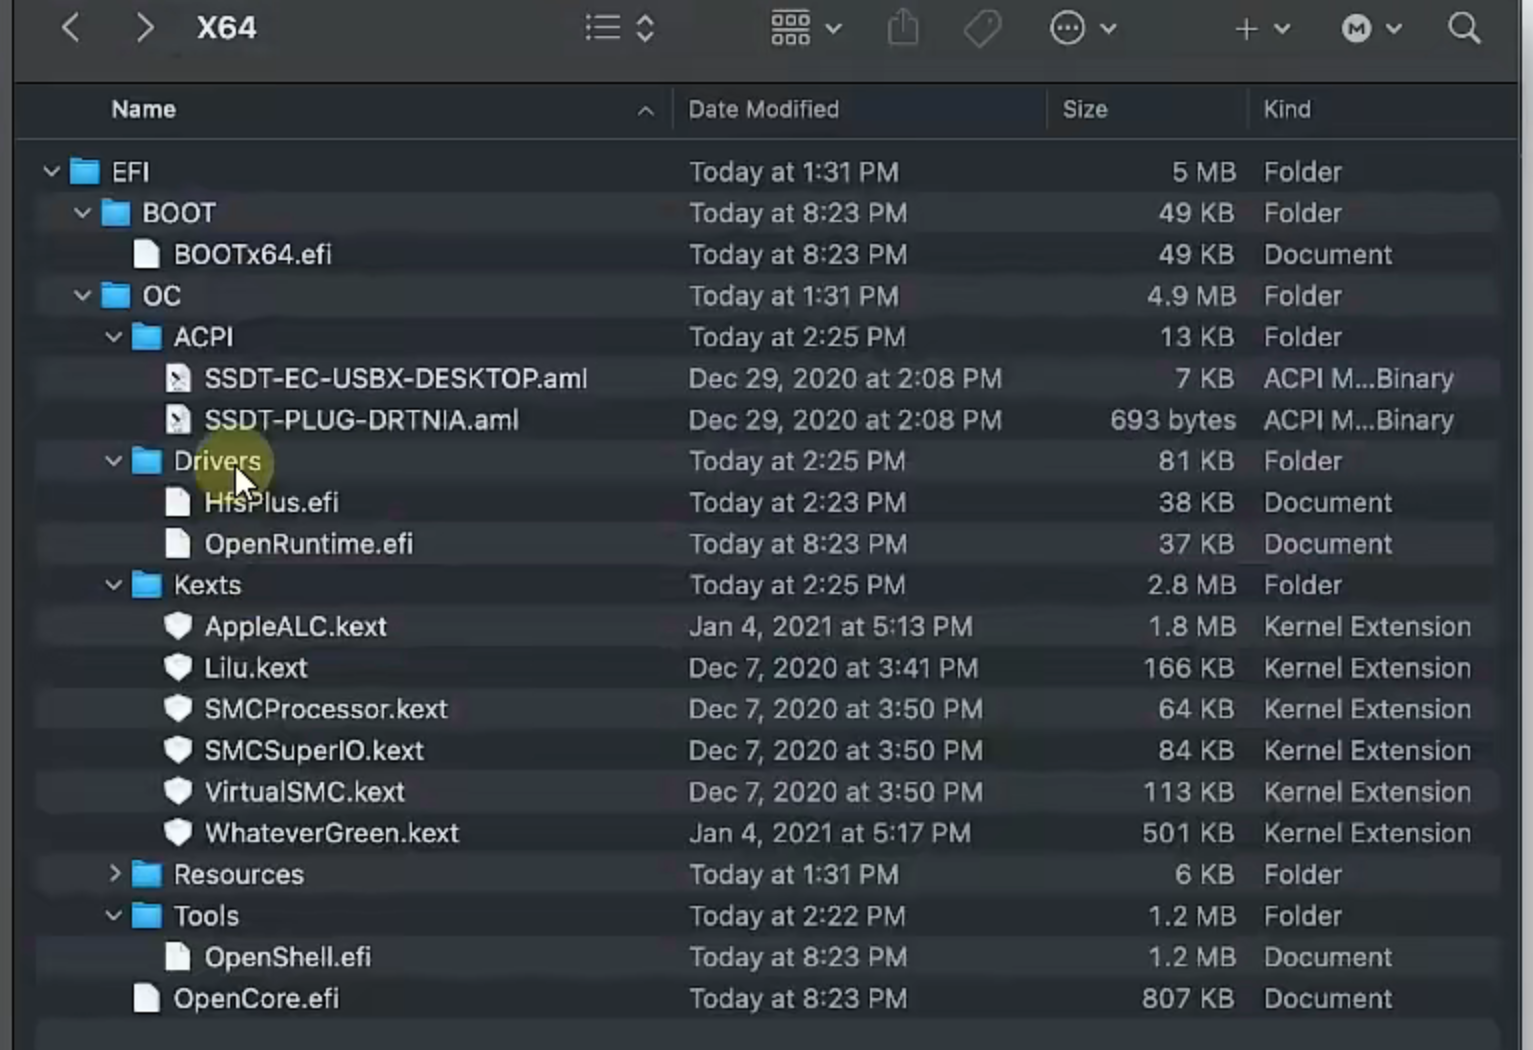 X64
M
Name Date Modified Size Kind
EFI Today at 1:31 PM 5 MB Folder
BOOT Today at 8:23 PM 49 KB Folder
BOOTx64.efi Today at 8:23 PM 49 KB Document
OC Today at 1:31 PM 4.9 MB Folder
ACPI Today at 2:25 PM 13 KB Folder
SSDT-EC-USBX-DESKTOP.aml Dec 29, 2020 at 2:08 PM 7 KB ACPI M...Binary
SSDT-PLUG-DRTNIA.aml Dec 29, 2020 at 2:08 PM 693 bytes ACPI M...Binary
Drivers Today at 2:25 PM 81 KB Folder
HfsPlus.efi Today at 2:23 PM 38 KB Document
OpenRuntime.efi Today at 8:23 PM 37 KB Document
Kexts Today at 2:25 PM 2.8 MB Folder
AppleALC.kext Jan 4, 2021 at 5:13 PM 1.8 MB Kernel Extension
Lilu.kext Dec 7, 2020 at 3:41 PM 166 KB Kernel Extension
SMCProcessor.kext Dec 7, 2020 at 3:50 PM 64 KB Kernel Extension
SMCSuperIO.kext Dec 7, 2020 at 3:50 PM 84 KB Kernel Extension
VirtualSMC.kext Dec 7, 2020 at 3:50 PM 113 KB Kernel Extension
WhateverGreen.kext Jan 4, 2021 at 5:17 PM 501 KB Kernel Extension
Resources Today at 1:31 PM 6 KB Folder
Tools Today at 2:22 PM 1.2 MB Folder
OpenShell.efi Today at 8:23 PM 1.2 MB Document
OpenCore.efi Today at 8:23 PM 807 KB Document